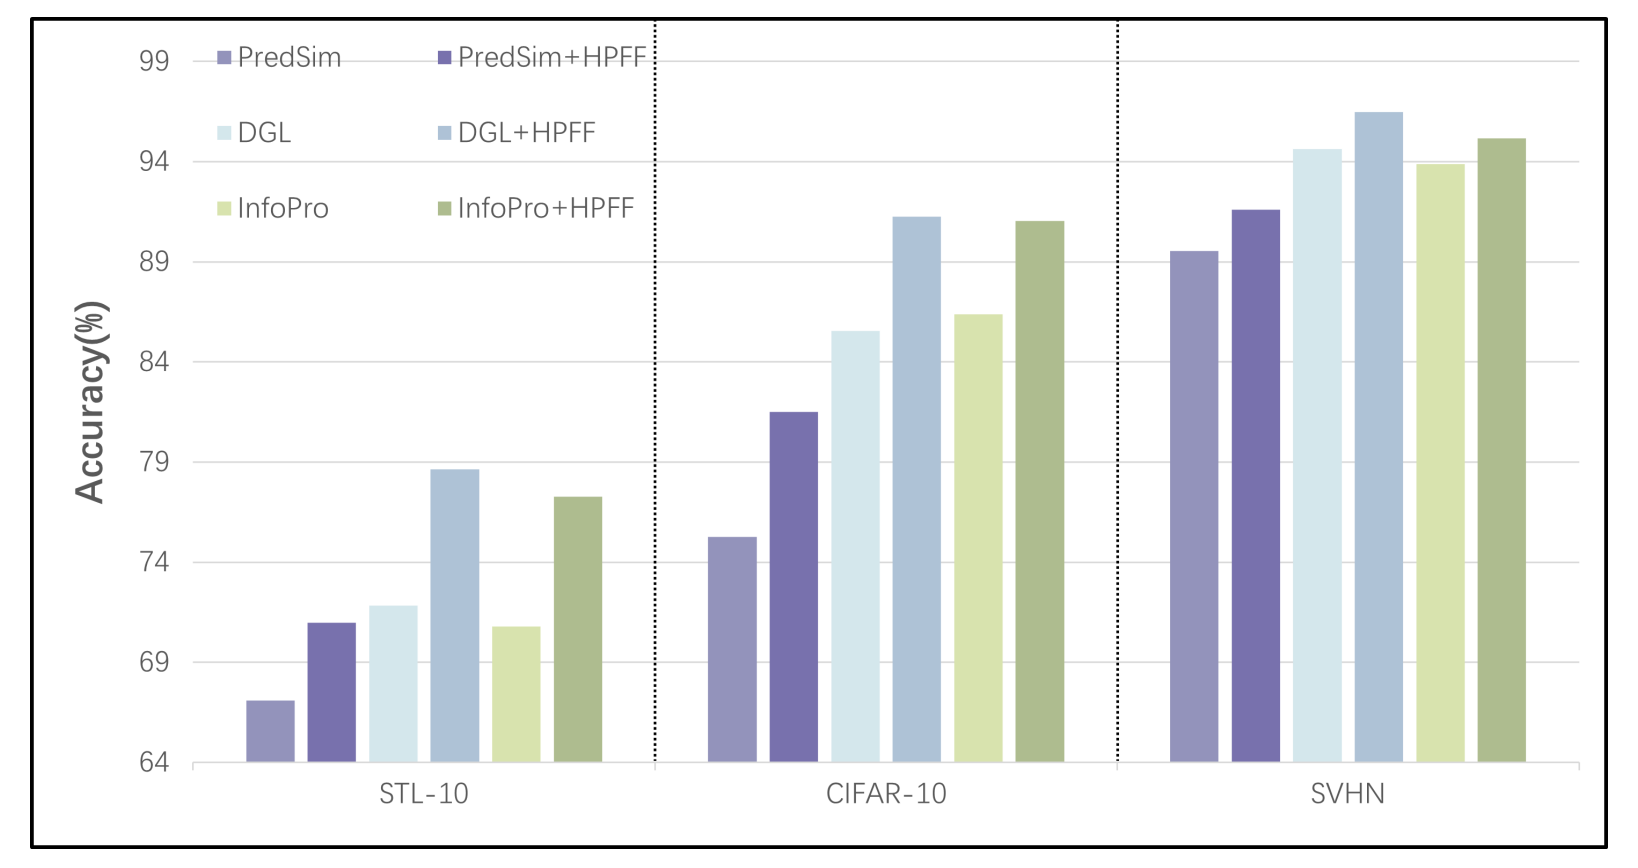 99
PredSim
PredSim+HPFF
DGL
DGL+HPFF
94
InfoPro
InfoPro+HPFF
89
84
79
74
69
64
Accuracy(%)
STL-10
CIFAR-10
SVHN